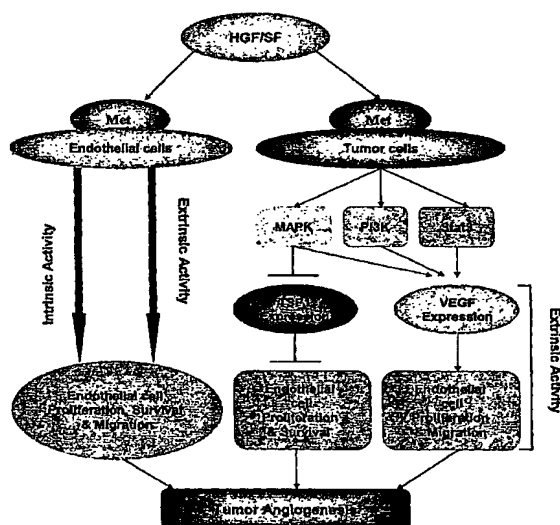 HGF/SF
Met
Endothelial cells
Met
Tumor cells
Intrinsic Activity
Extrinsic Activity
MAPK
PI3K
Stat3
Expression
VEGF
Expression
Extrinsic Activity
Endothelial cell
Proliferation, Survival
& Migration
Endothelial
cell
Proliferation
& Survival
Endothelial
cell
Proliferation
& Migration
Tumor Angiogenesis